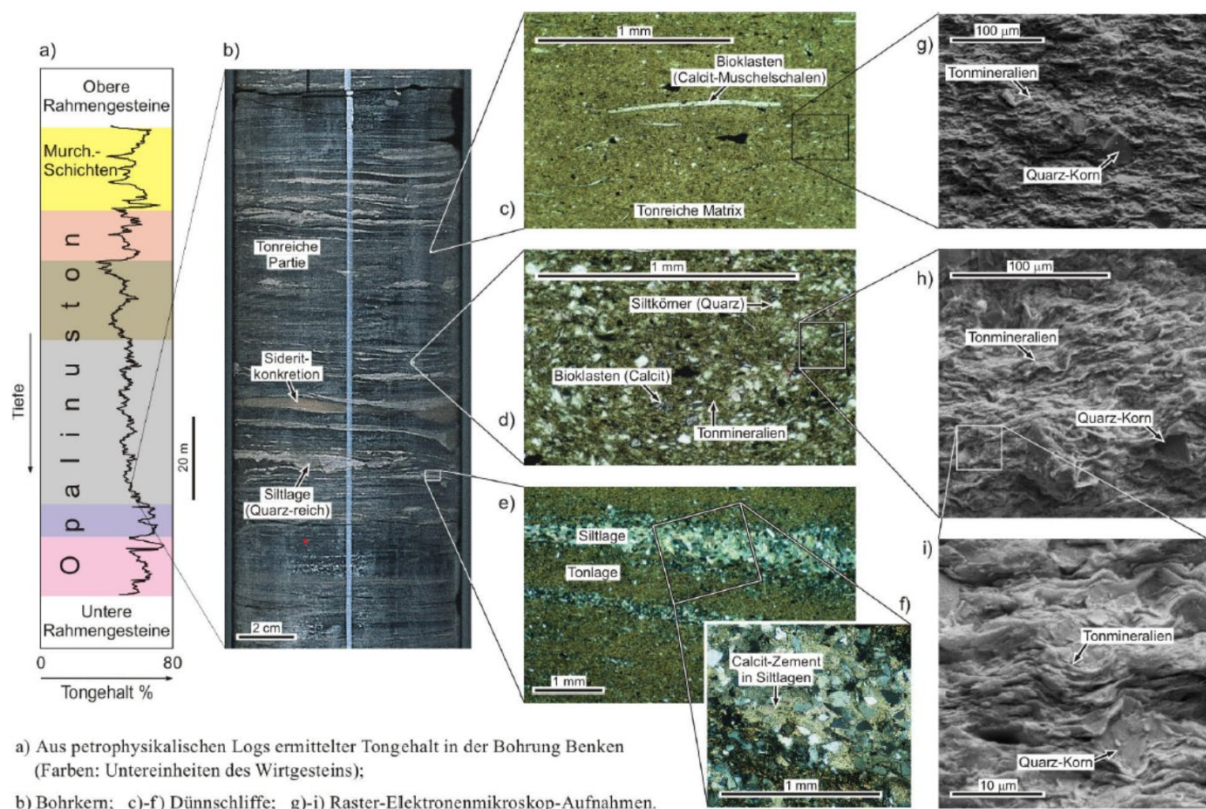 a)
Obere
Rahmengesteine
Murch.-
Schichten
Opalinuston
Untere
Rahmengesteine
0
80
Tongehalt %
Tiefe
20 m
b)
Tonreiche
Partie
Siderit-
konkretion
Siltlage
(Quarz-reich)
2 cm
1 mm
Bioklasten
(Calcit-Muschelschalen)
c)
Tonreiche Matrix
1 mm
Siltkörner (Quarz)
Bioklasten (Calcit)
d)
Tonmineralien
e)
Siltlage
Tonlage
1 mm
f)
Calcit-Zement
in Siltlagen
1 mm
g)
100 µm
Tonmineralien
Quarz-Korn
h)
100 µm
Tonmineralien
Quarz-Korn
i)
Tonmineralien
Quarz-Korn
10 µm
a) Aus petrophysikalischen Logs ermittelter Tongehalt in der Bohrung Benken
(Farben: Untereinheiten des Wirtgesteins);
b) Bohrkern; c)-f) Dünnschliffe; g)-i) Raster-Elektronenmikroskop-Aufnahmen.